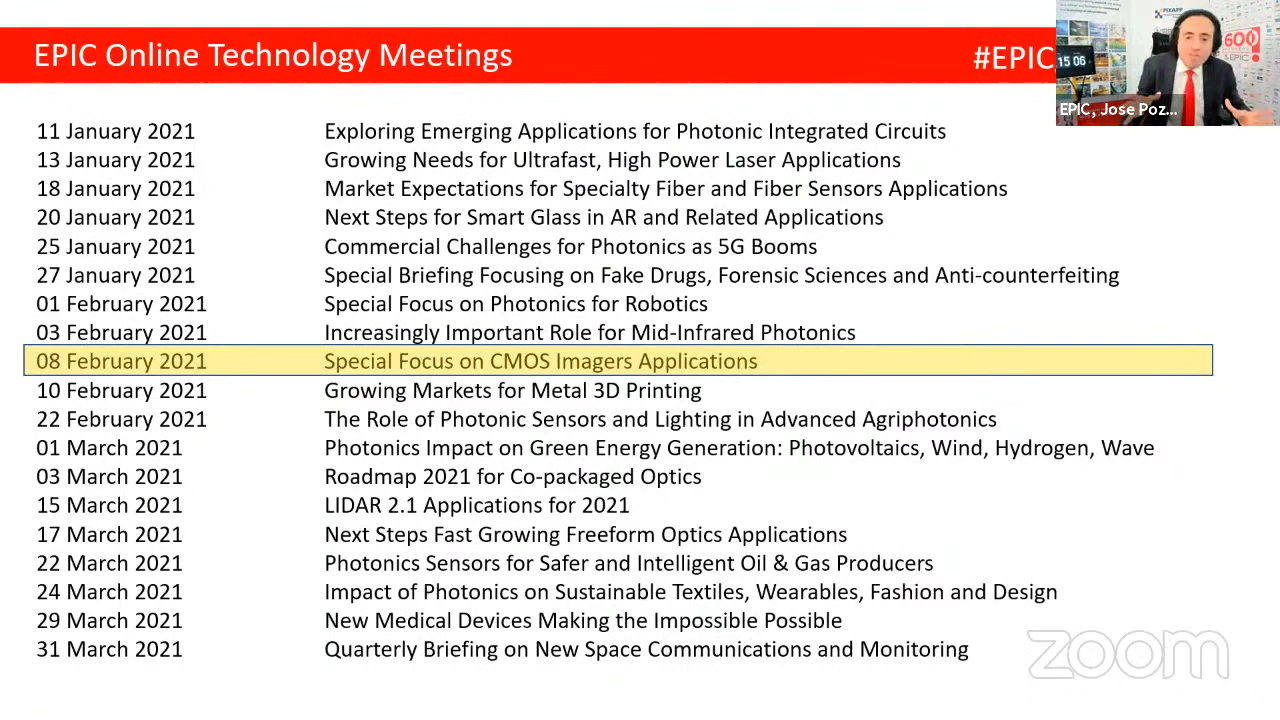 EPIC Online Technology Meetings
#EPIC
PIXAPP
600
EPIC
15 06
EPIC, Jose Poz...
11 January 2021 Exploring Emerging Applications for Photonic Integrated Circuits
13 January 2021 Growing Needs for Ultrafast, High Power Laser Applications
18 January 2021 Market Expectations for Specialty Fiber and Fiber Sensors Applications
20 January 2021 Next Steps for Smart Glass in AR and Related Applications
25 January 2021 Commercial Challenges for Photonics as 5G Booms
27 January 2021 Special Briefing Focusing on Fake Drugs, Forensic Sciences and Anti-counterfeiting
01 February 2021 Special Focus on Photonics for Robotics
03 February 2021 Increasingly Important Role for Mid-Infrared Photonics
08 February 2021 Special Focus on CMOS Imagers Applications
10 February 2021 Growing Markets for Metal 3D Printing
22 February 2021 The Role of Photonic Sensors and Lighting in Advanced Agriphotonics
01 March 2021 Photonics Impact on Green Energy Generation: Photovoltaics, Wind, Hydrogen, Wave
03 March 2021 Roadmap 2021 for Co-packaged Optics
15 March 2021 LIDAR 2.1 Applications for 2021
17 March 2021 Next Steps Fast Growing Freeform Optics Applications
22 March 2021 Photonics Sensors for Safer and Intelligent Oil & Gas Producers
24 March 2021 Impact of Photonics on Sustainable Textiles, Wearables, Fashion and Design
29 March 2021 New Medical Devices Making the Impossible Possible
31 March 2021 Quarterly Briefing on New Space Communications and Monitoring
zoom